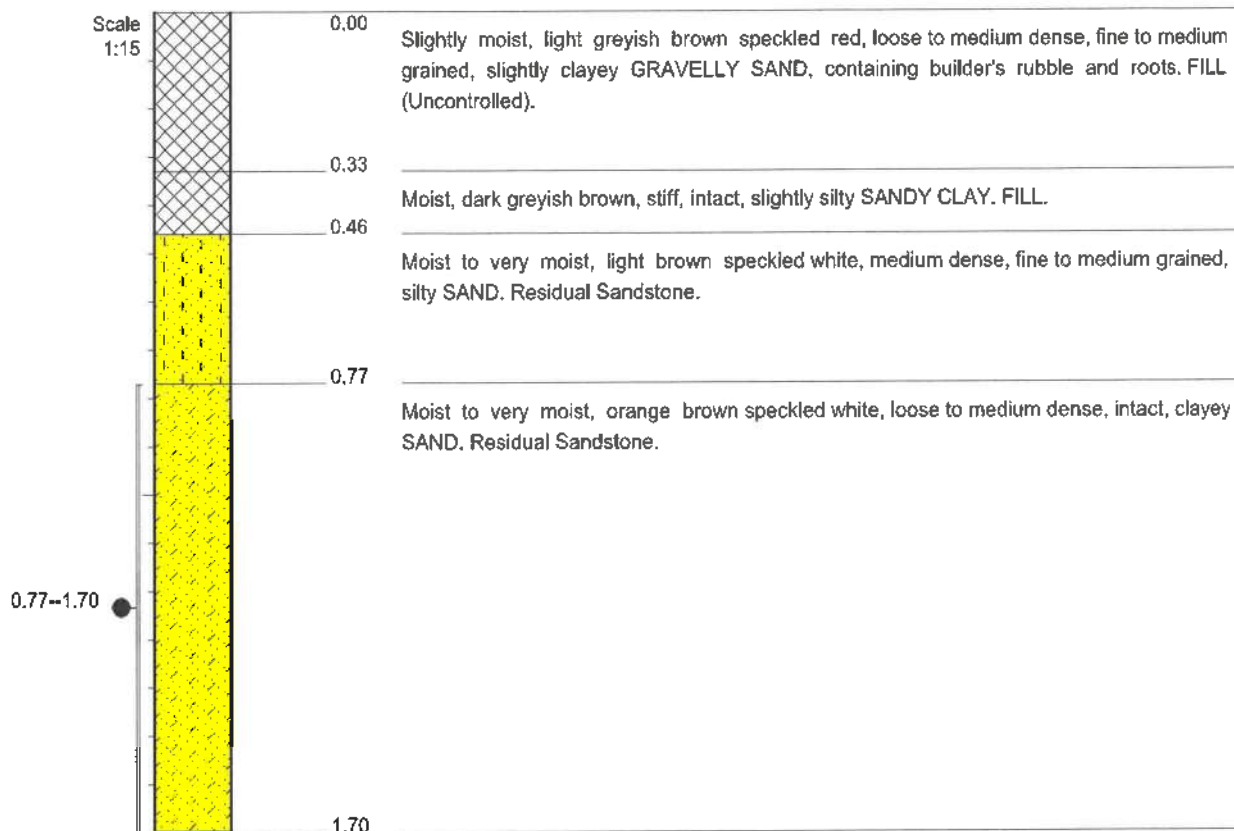 Scale
1:15
0.00
Slightly moist, light greyish brown speckled red, loose to medium dense, fine to medium
grained, slightly clayey GRAVELLY SAND, containing builder's rubble and roots. FILL
(Uncontrolled).
0.33
Moist, dark greyish brown, stiff, intact, slightly silty SANDY CLAY. FILL.
0.46
Moist to very moist, light brown speckled white, medium dense, fine to medium grained,
silty SAND. Residual Sandstone.
0.77
Moist to very moist, orange brown speckled white, loose to medium dense, intact, clayey
SAND. Residual Sandstone.
0.77--1.70
1.70